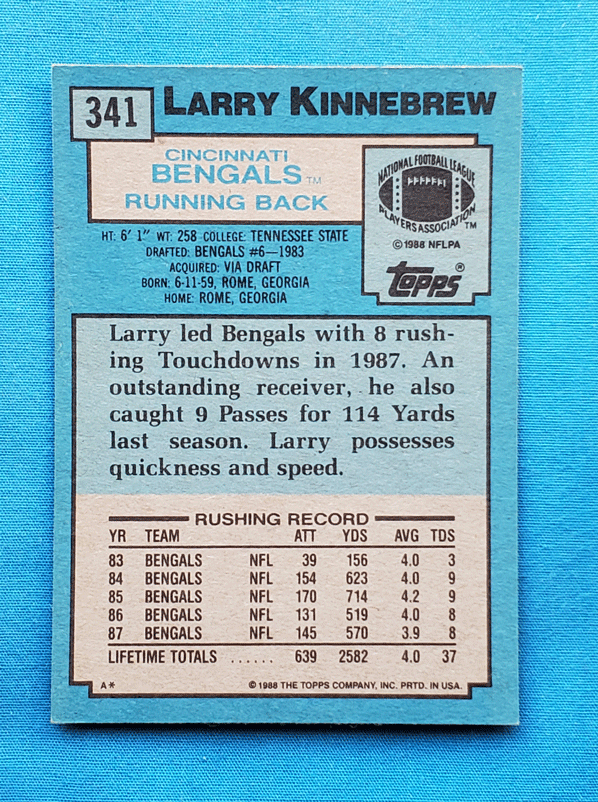 341
LARRY KINNEBREW
CINCINNATI
BENGALS TM
RUNNING BACK
NATIONAL FOOTBALL LEAGUE
PLAYERS ASSOCIATION TM
© 1988 NFLPA
topps®
HT: 6' 1" WT: 258 COLLEGE: TENNESSEE STATE
DRAFTED: BENGALS #6—1983
ACQUIRED: VIA DRAFT
BORN: 6-11-59, ROME, GEORGIA
HOME: ROME, GEORGIA
Larry led Bengals with 8 rush-
ing Touchdowns in 1987. An
outstanding receiver, he also
caught 9 Passes for 114 Yards
last season. Larry possesses
quickness and speed.
RUSHING RECORD
YR TEAM ATT YDS AVG TDS
83 BENGALS NFL 39 156 4.0 3
84 BENGALS NFL 154 623 4.0 9
85 BENGALS NFL 170 714 4.2 9
86 BENGALS NFL 131 519 4.0 8
87 BENGALS NFL 145 570 3.9 8
LIFETIME TOTALS ...... 639 2582 4.0 37
A* © 1988 THE TOPPS COMPANY, INC. PRTD. IN USA.